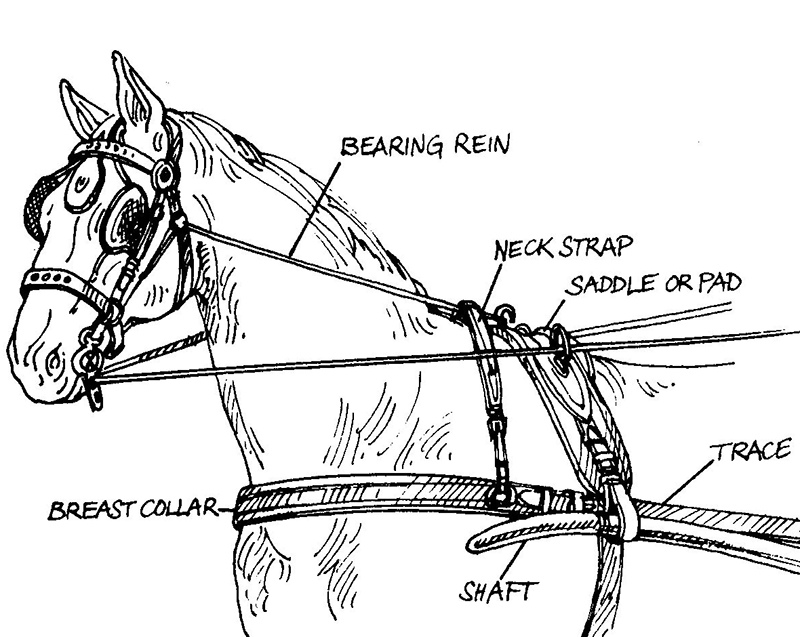 BEARING REIN
NECK STRAP
SADDLE OR PAD
TRACE
BREAST COLLAR
SHAFT